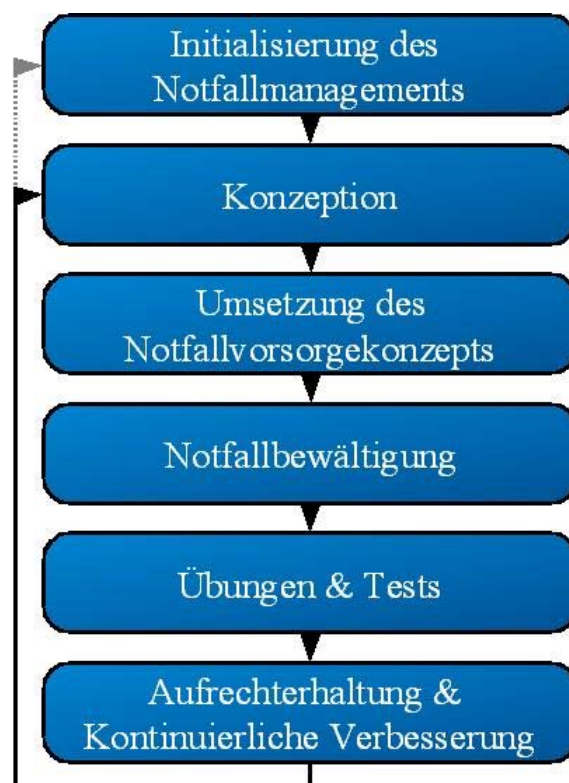 Initialisierung des
Notfallmanagements
Konzeption
Umsetzung des
Notfallvorsorgekonzepts
Notfallbewältigung
Übungen & Tests
Aufrechterhaltung &
Kontinuierliche Verbesserung